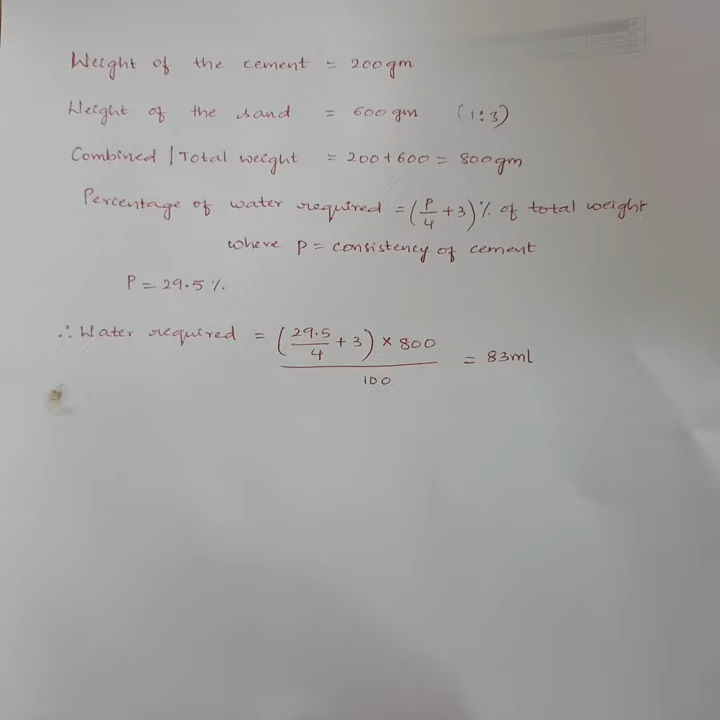 Weight of the cement = 200gm
Weight of the sand = 600gm (1:3)
Combined / Total weight = 200+600 = 800gm
Percentage of water required = (P/4 + 3)% of total weight
where P = consistency of cement
P = 29.5 %.
∴ Water required = (29.5/4 + 3) × 800 / 100 = 83ml